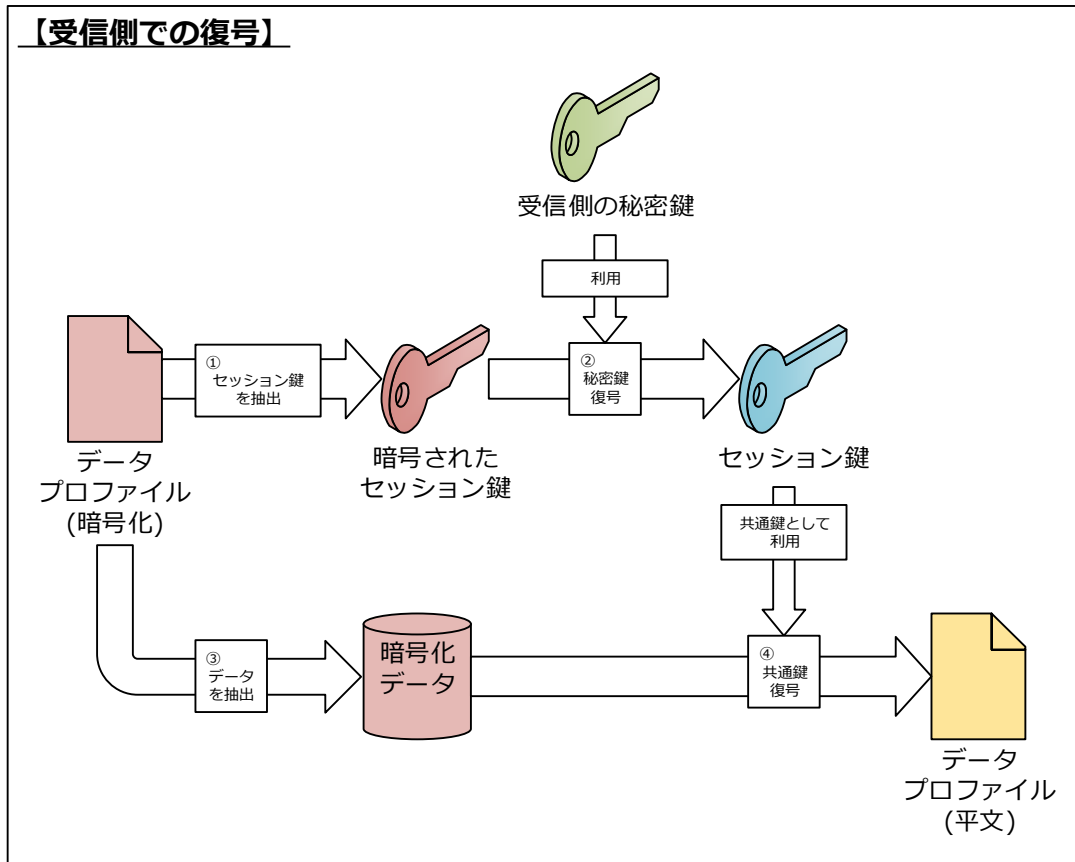 【受信側での復号】
受信側の秘密鍵
利用
①
セッション鍵
を抽出
②
秘密鍵
復号
データ
プロファイル
(暗号化)
暗号された
セッション鍵
セッション鍵
共通鍵として
利用
③
データ
を抽出
暗号化
データ
④
共通鍵
復号
データ
プロファイル
(平文)